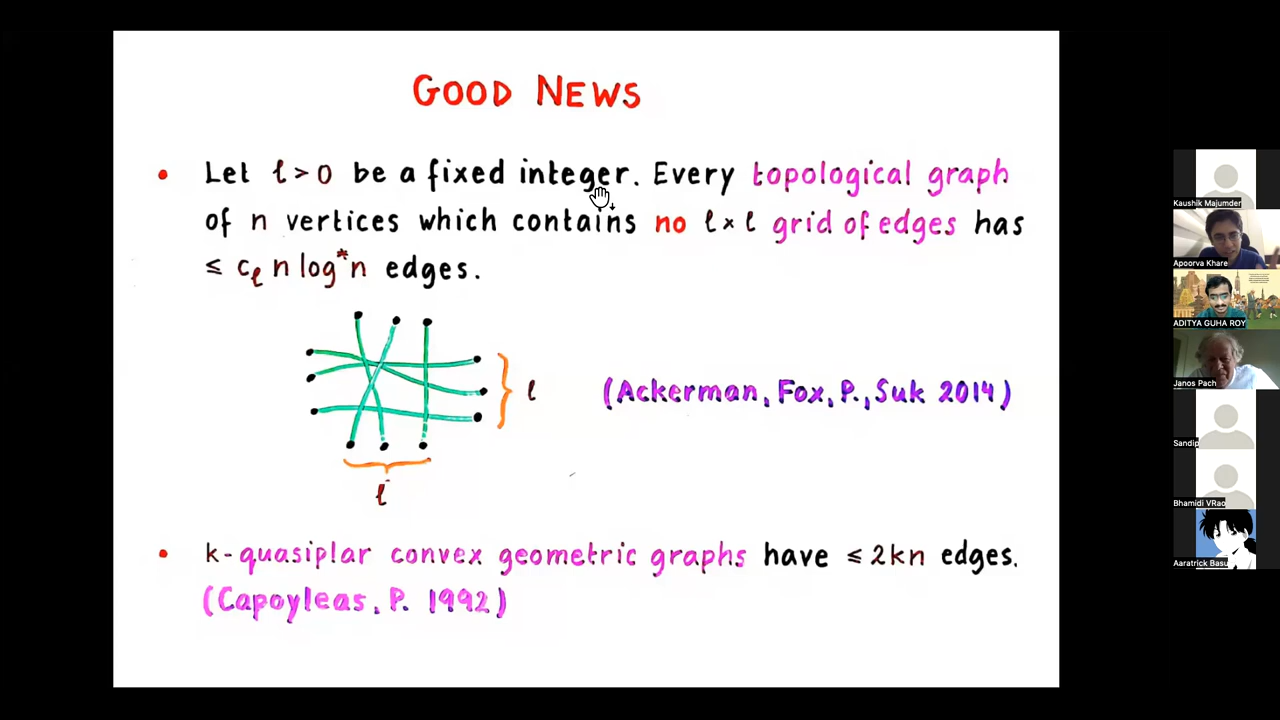 GOOD NEWS
• Let l > 0 be a fixed integer. Every topological graph
of n vertices which contains no l × l grid of edges has
≤ c_l n log* n edges.
l
(Ackerman, Fox, P., Suk 2014)
l
• k-quasiplar convex geometric graphs have ≤ 2kn edges.
(Capoyleas, P. 1992)
Kaushik Majumder
Apoorva Khare
ADITYA GUHA ROY
Janos Pach
Sandip
Bhamidi VRao
Aaratrick Basu